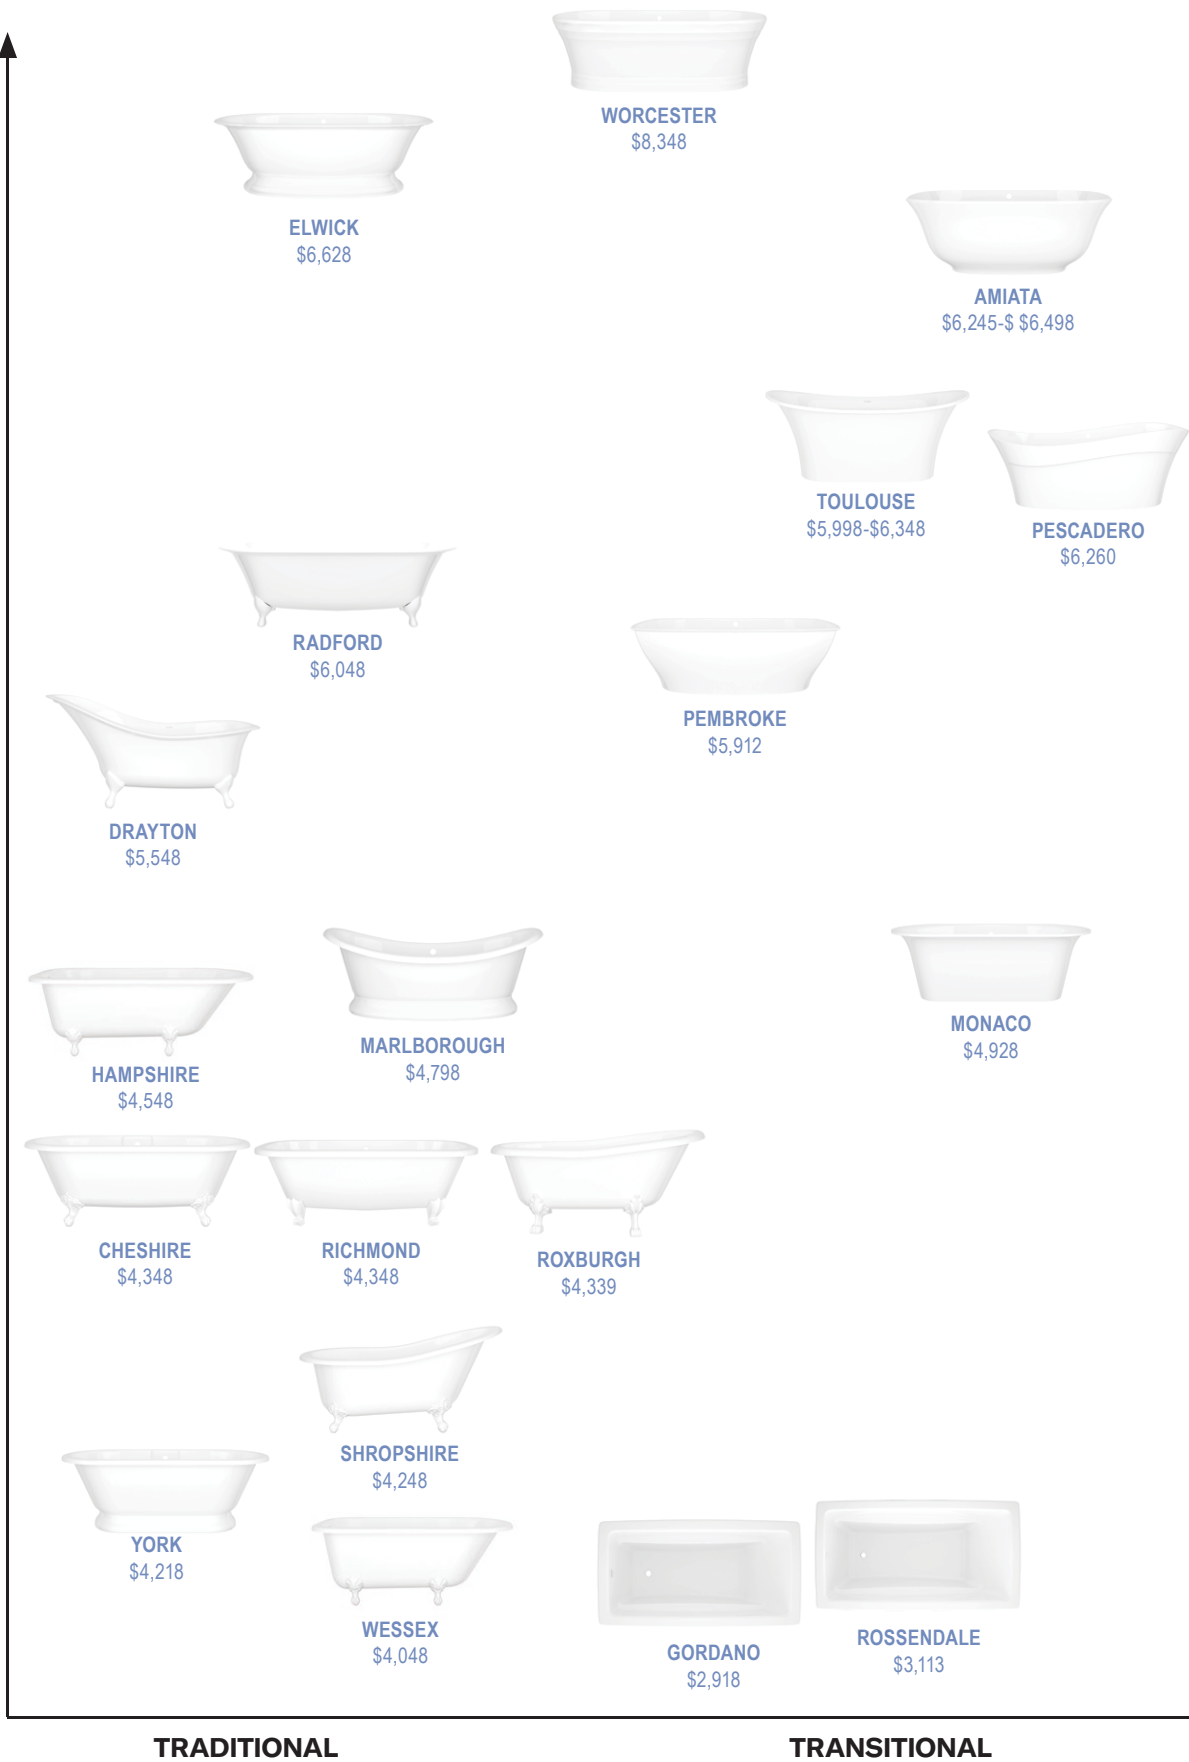 WORCESTER
$8,348
ELWICK
$6,628
AMIATA
$6,245-$ $6,498
TOULOUSE
$5,998-$6,348
PESCADERO
$6,260
RADFORD
$6,048
PEMBROKE
$5,912
DRAYTON
$5,548
MONACO
$4,928
MARLBOROUGH
$4,798
HAMPSHIRE
$4,548
CHESHIRE
$4,348
RICHMOND
$4,348
ROXBURGH
$4,339
SHROPSHIRE
$4,248
YORK
$4,218
WESSEX
$4,048
GORDANO
$2,918
ROSSENDALE
$3,113
TRADITIONAL
TRANSITIONAL